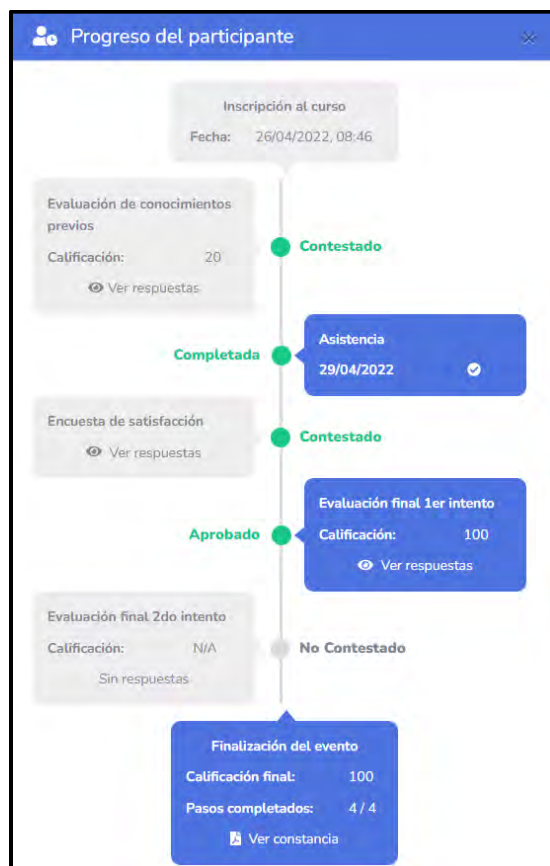 Progreso del participante
Inscripción al curso
Fecha: 26/04/2022, 08:46
Evaluación de conocimientos
previos
Calificación: 20
Ver respuestas
Contestado
Completada
Asistencia
29/04/2022
Encuesta de satisfacción
Ver respuestas
Contestado
Aprobado
Evaluación final 1er intento
Calificación: 100
Ver respuestas
Evaluación final 2do intento
Calificación: N/A
Sin respuestas
No Contestado
Finalización del evento
Calificación final: 100
Pasos completados: 4 / 4
Ver constancia